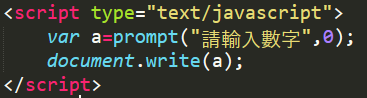 <script type="text/javascript">
var a=prompt("請輸入數字",0);
document.write(a);
</script>